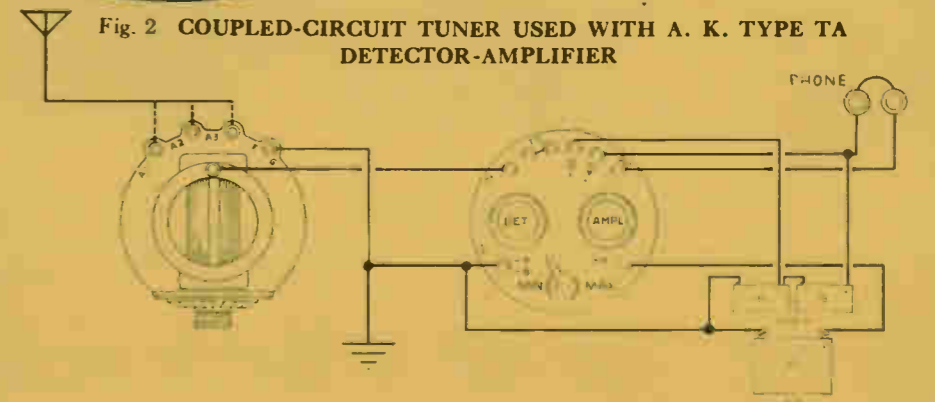 Fig. 2 COUPLED-CIRCUIT TUNER USED WITH A. K. TYPE TA
DETECTOR-AMPLIFIER
PHONE
A A2 A3 G
DET AMPL
MIN MAX